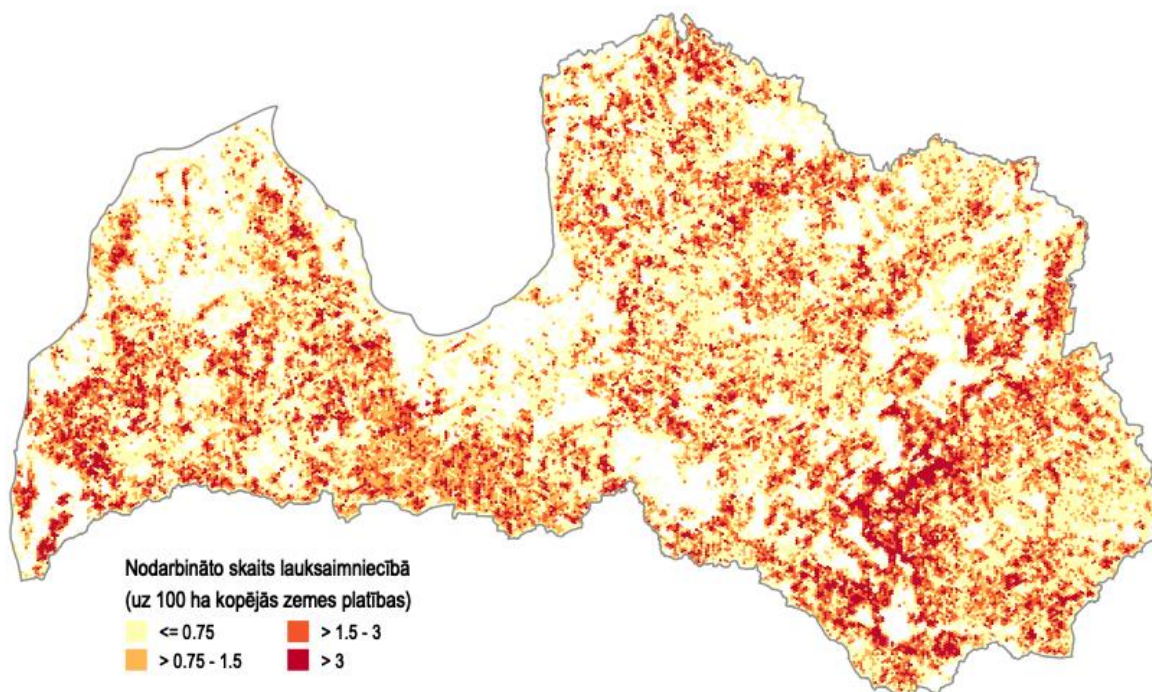 Nodarbināto skaits lauksaimniecībā
(uz 100 ha kopējās zemes platības)
<= 0.75
> 1.5 - 3
> 0.75 - 1.5
> 3